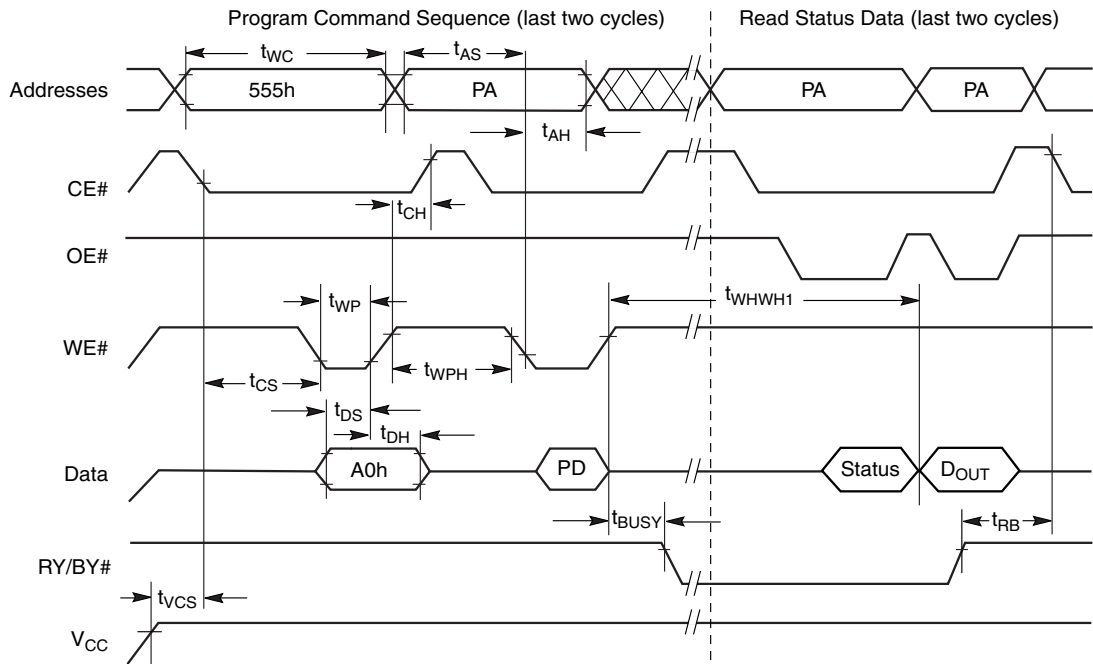 Program Command Sequence (last two cycles)
Read Status Data (last two cycles)
tWC
tAS
Addresses
555h
PA
PA
PA
tAH
CE#
tCH
OE#
tWP
tWHWH1
WE#
tCS
tWPH
tDS
tDH
Data
A0h
PD
Status
DOUT
tBUSY
tRB
RY/BY#
tVCS
VCC